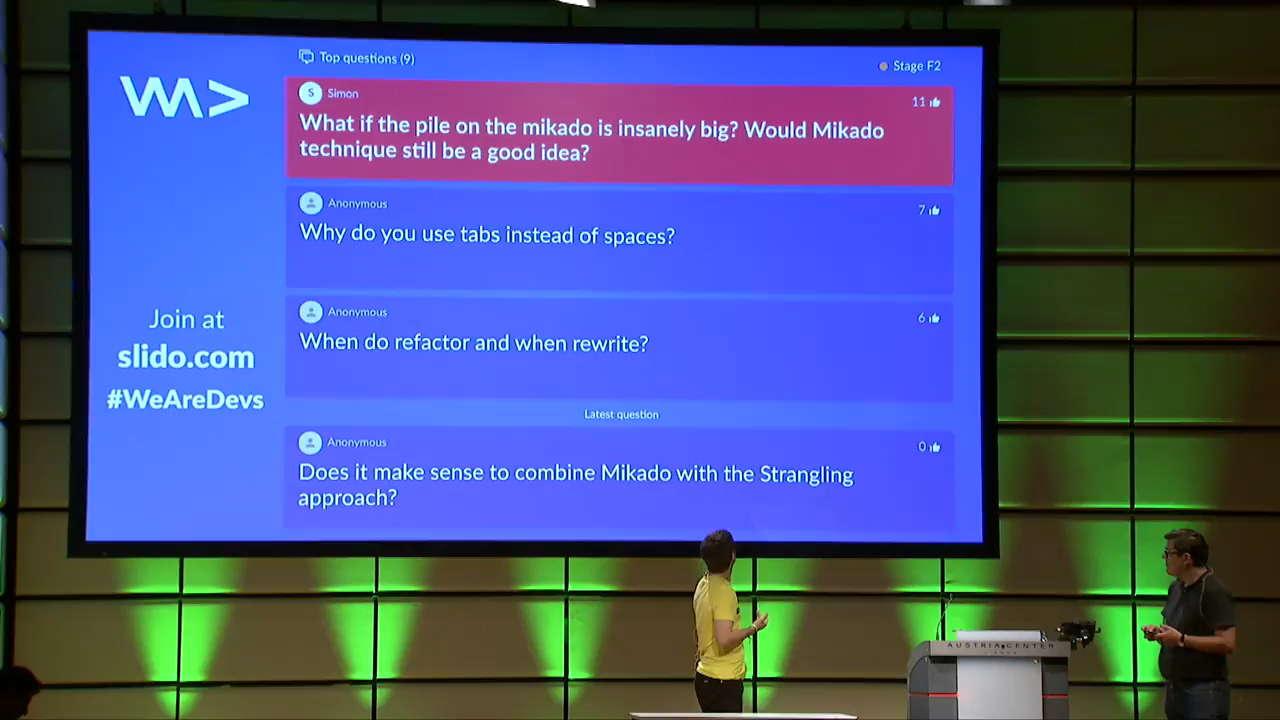 Top questions (9)
Stage F2
WA>
S Simon
11
What if the pile on the mikado is insanely big? Would Mikado
technique still be a good idea?
Anonymous
7
Why do you use tabs instead of spaces?
Anonymous
6
When do refactor and when rewrite?
Join at
slido.com
#WeAreDevs
Latest question
Anonymous
0
Does it make sense to combine Mikado with the Strangling
approach?
AUSTRIA CENTER